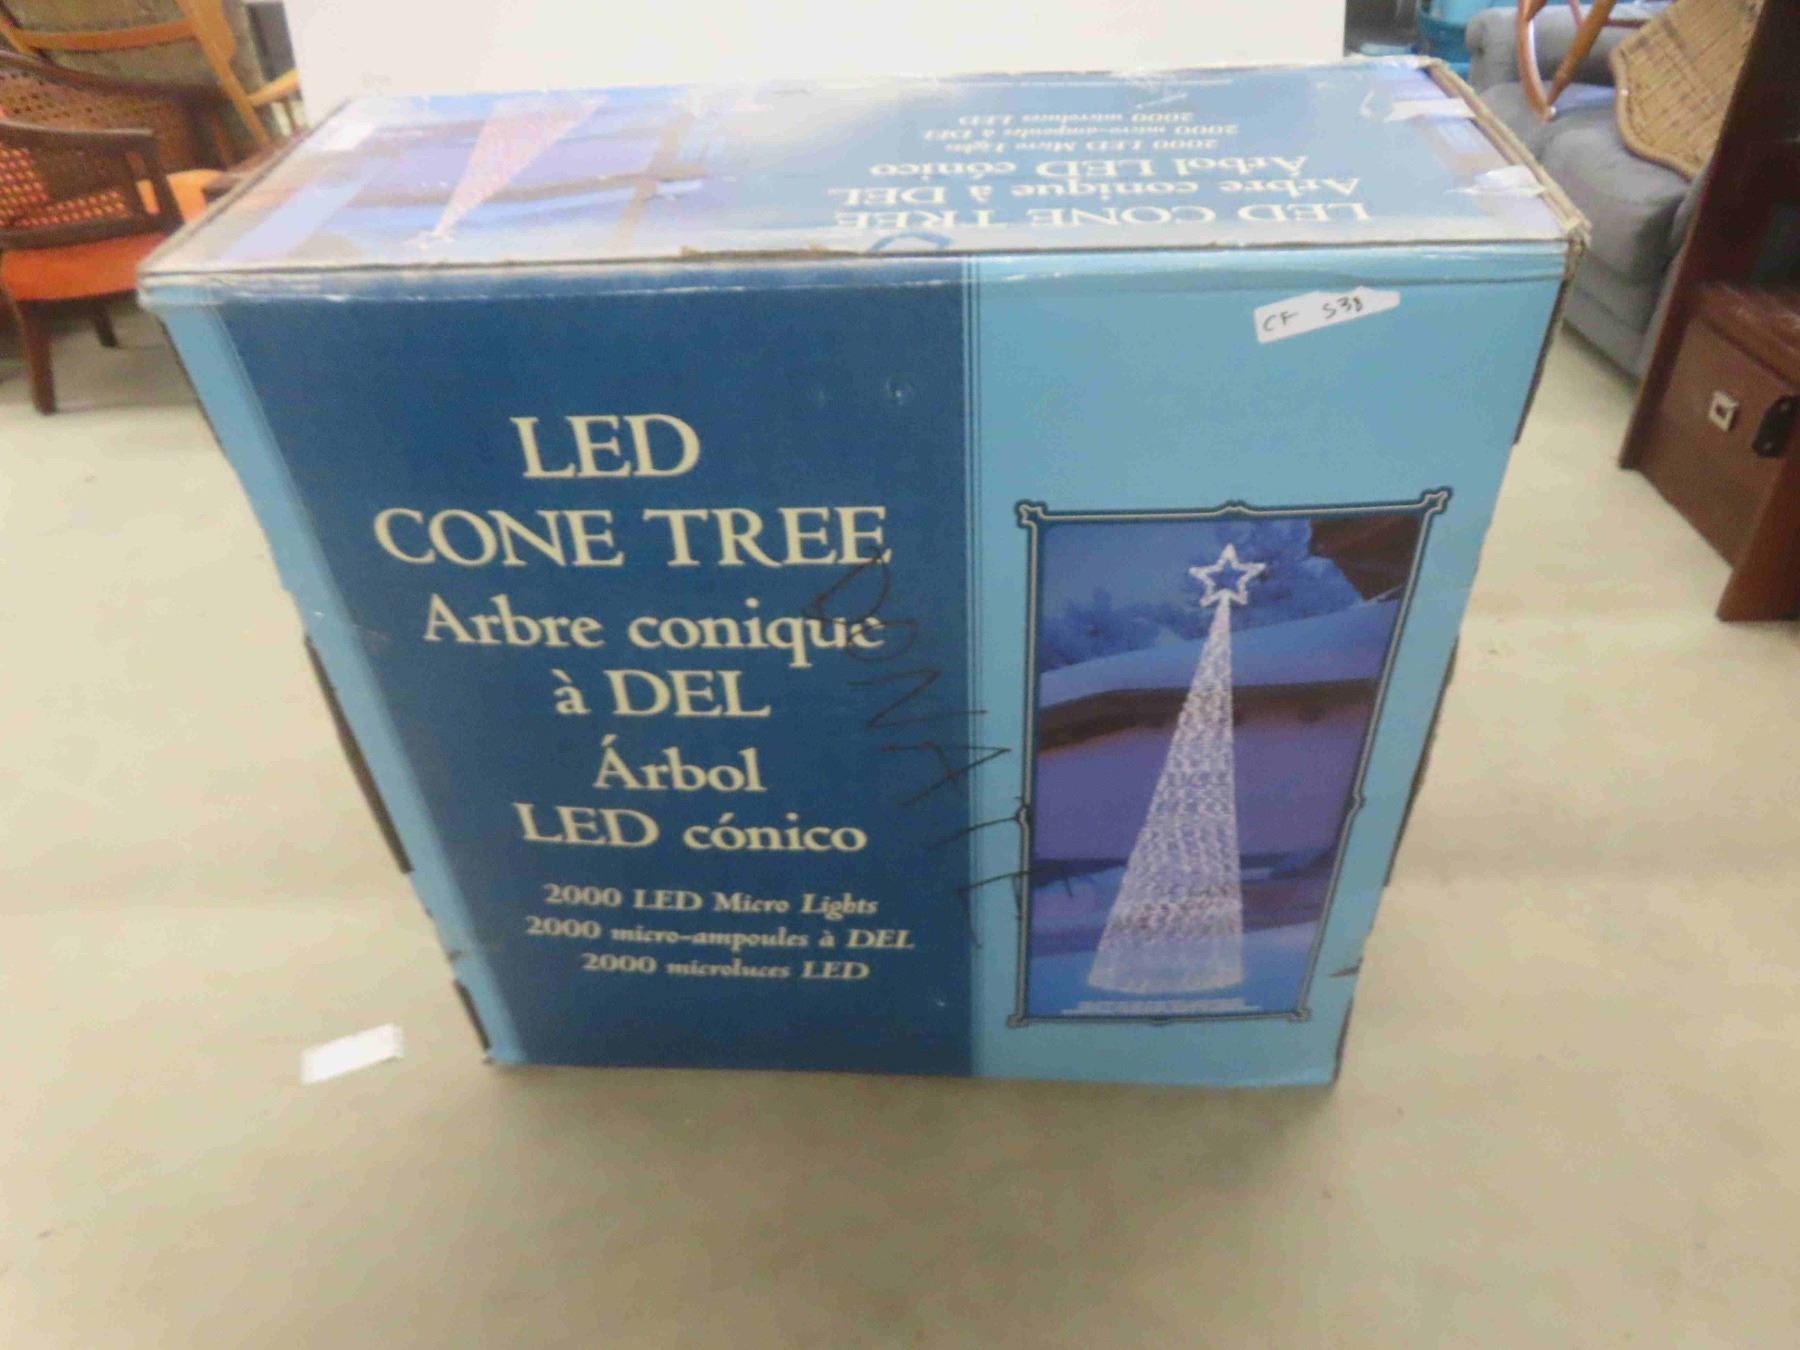 LED CONE TREE
Arbre conique à DEL
Árbol LED cónico
2000 LED Micro Lights
2000 micro-ampoules à DEL
2000 microluces LED
CF 538
LED
CONE TREE
Arbre conique
à DEL
Árbol
LED cónico
2000 LED Micro Lights
2000 micro-ampoules à DEL
2000 microluces LED